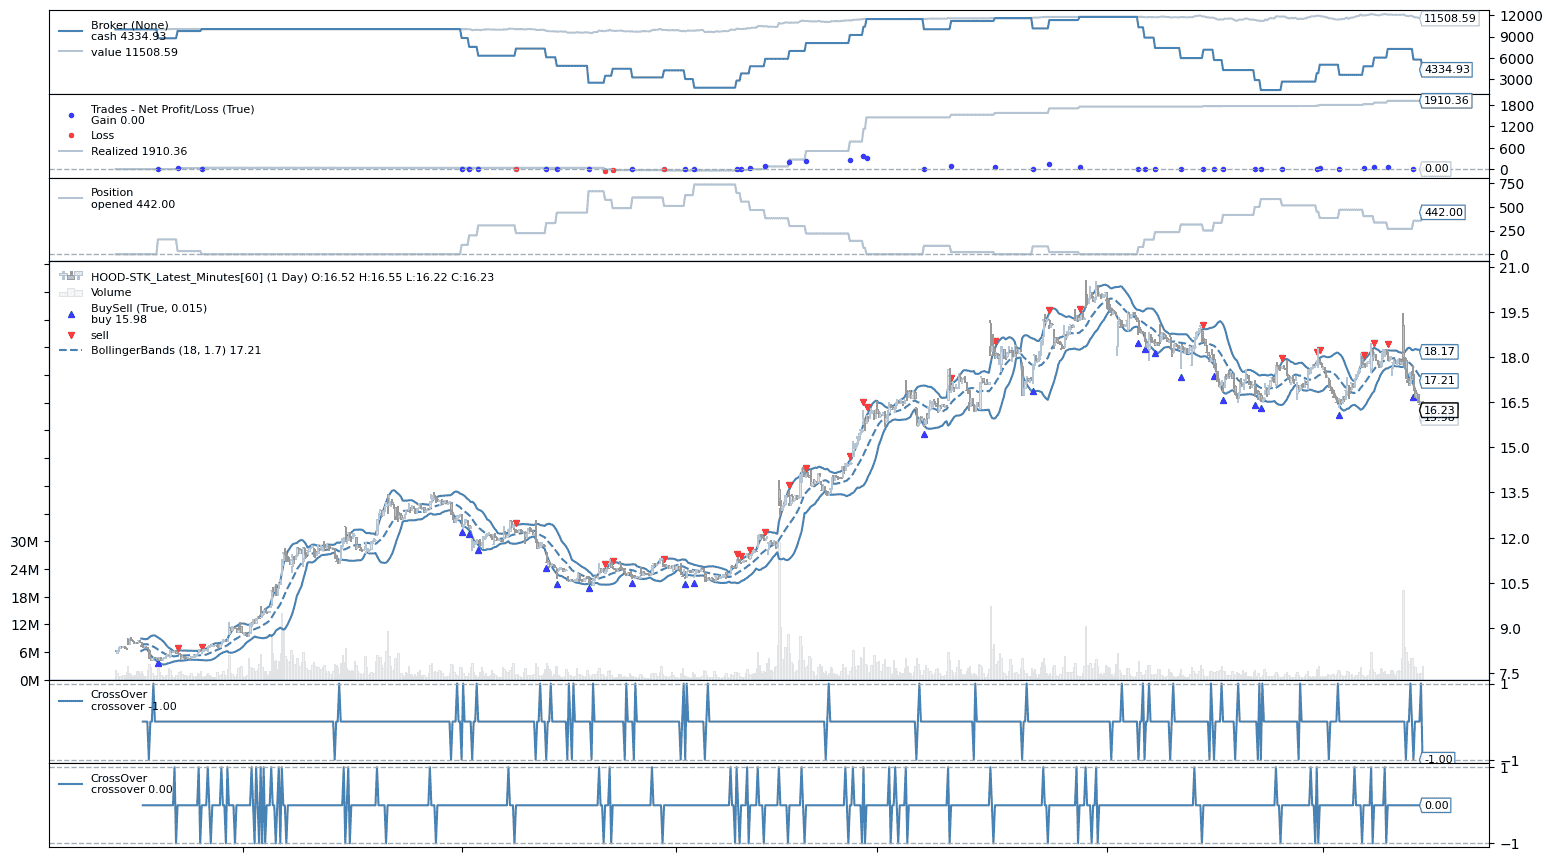 Broker (None)
cash 4334.93
value 11508.59
12000
11508.59
9000
6000
4334.93
3000
Trades - Net Profit/Loss (True)
Gain 0.00
Loss
Realized 1910.36
1910.36
1800
1200
600
0.00
0
Position
opened 442.00
750
500
442.00
250
0
HOOD-STK_Latest_Minutes[60] (1 Day) O:16.52 H:16.55 L:16.22 C:16.23
Volume
BuySell (True, 0.015)
buy 15.98
sell
BollingerBands (18, 1.7) 17.21
21.0
19.5
18.17
18.0
17.21
16.5
16.23
15.98
15.0
13.5
12.0
10.5
9.0
7.5
30M
24M
18M
12M
6M
0M
CrossOver
crossover -1.00
1
-1.00
−1
CrossOver
crossover 0.00
1
0.00
−1